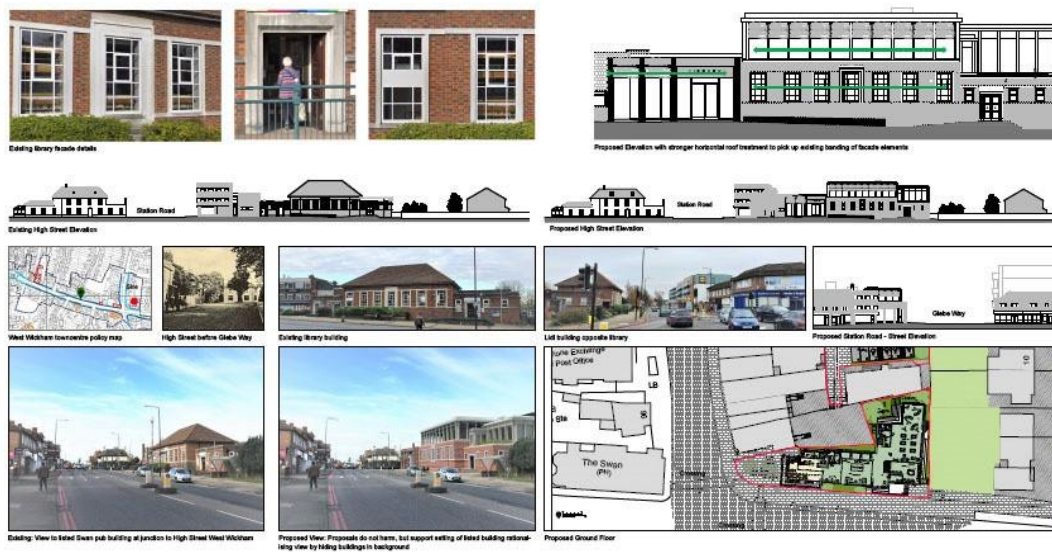 Existing library facade details
Proposed Elevation with stronger horizontal roof treatment to pick up existing banding of facade elements
Station Road
Existing High Street Elevation
Station Road
Proposed High Street Elevation
West Wickham towncentre policy map
High Street before Glebe Way
Existing library building
Lidl building opposite library
Glebe Way
Proposed Station Road - Street Elevation
Existing: View to listed Swan pub building at junction to High Street West Wickham
Proposed View: Proposals do not harm, but support setting of listed building rational-
ising view by hiding buildings in background
Exchange
Post Office
LB
The Swan
(PH)
Proposed Ground Floor